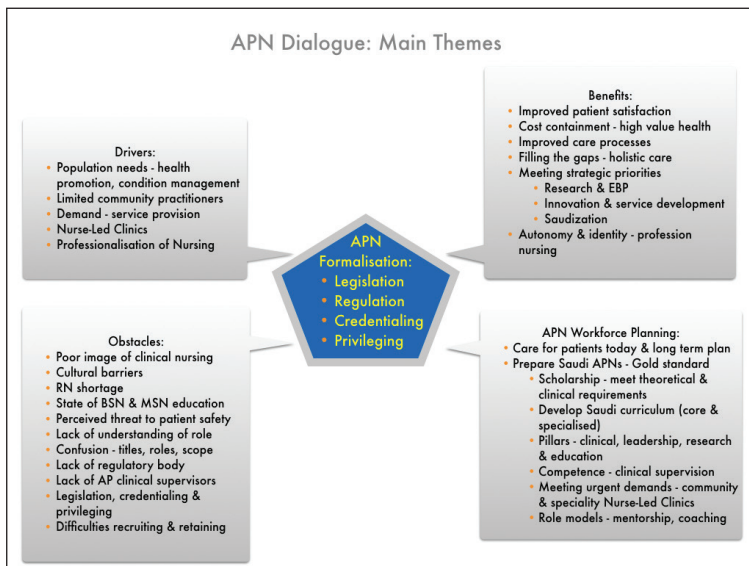 APN Dialogue: Main Themes
Drivers:
• Population needs - health
promotion, condition management
• Limited community practitioners
• Demand - service provision
• Nurse-Led Clinics
• Professionalisation of Nursing
Benefits:
• Improved patient satisfaction
• Cost containment - high value health
• Improved care processes
• Filling the gaps - holistic care
• Meeting strategic priorities
• Research & EBP
• Innovation & service development
• Saudization
• Autonomy & identity - profession
nursing
APN
Formalisation:
• Legislation
• Regulation
• Credentialing
• Privileging
Obstacles:
• Poor image of clinical nursing
• Cultural barriers
• RN shortage
• State of BSN & MSN education
• Perceived threat to patient safety
• Lack of understanding of role
• Confusion - titles, roles, scope
• Lack of regulatory body
• Lack of AP clinical supervisors
• Legislation, credentialing &
privileging
• Difficulties recruiting & retaining
APN Workforce Planning:
• Care for patients today & long term plan
• Prepare Saudi APNs - Gold standard
• Scholarship - meet theoretical &
clinical requirements
• Develop Saudi curriculum (core &
specialised)
• Pillars - clinical, leadership, research
& education
• Competence - clinical supervision
• Meeting urgent demands - community
& speciality Nurse-Led Clinics
• Role models - mentorship, coaching